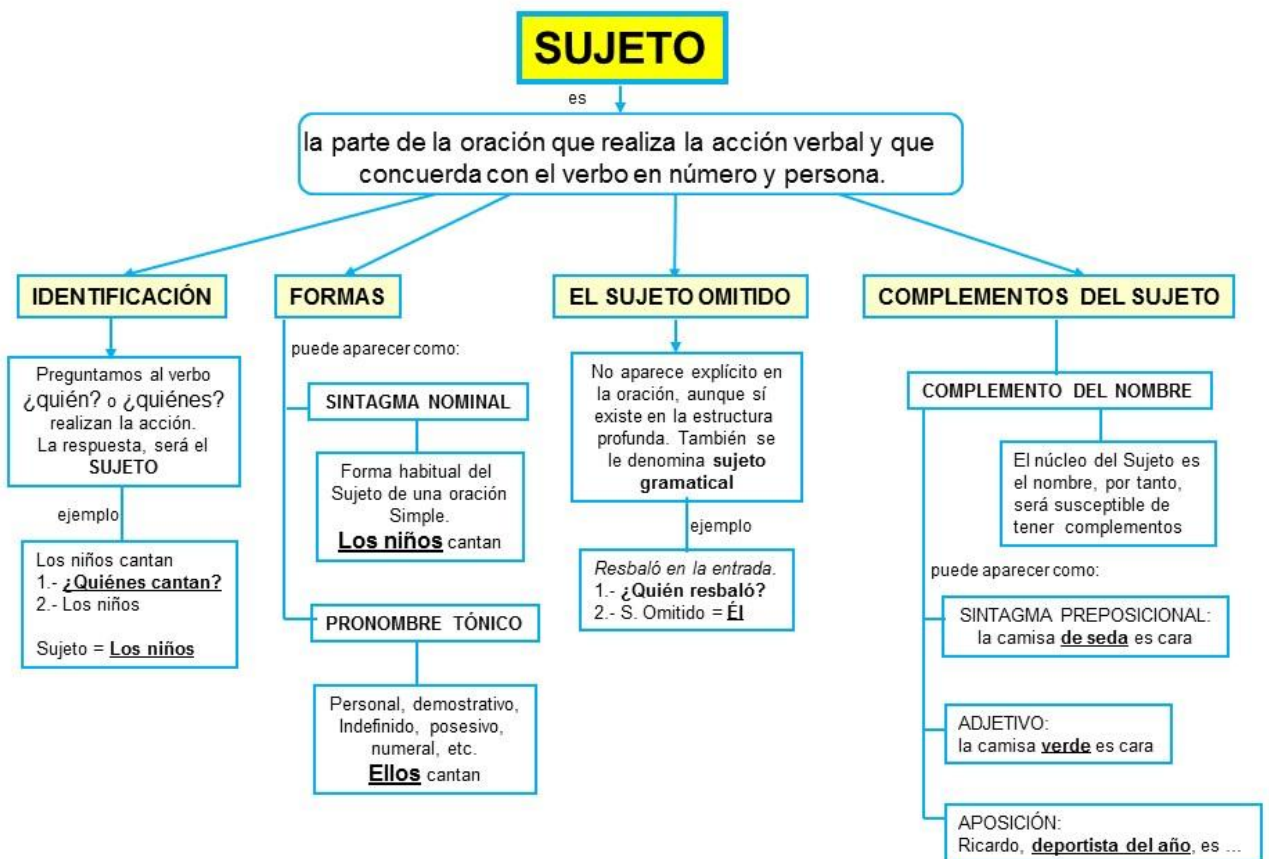 SUJETO
es
la parte de la oración que realiza la acción verbal y que
concuerda con el verbo en número y persona.
IDENTIFICACIÓN
Preguntamos al verbo
¿quién? o ¿quiénes?
realizan la acción.
La respuesta, será el
SUJETO
ejemplo
Los niños cantan
1.- ¿Quiénes cantan?
2.- Los niños
Sujeto = Los niños
FORMAS
puede aparecer como:
SINTAGMA NOMINAL
Forma habitual del
Sujeto de una oración
Simple.
Los niños cantan
PRONOMBRE TÓNICO
Personal, demostrativo,
Indefinido, posesivo,
numeral, etc.
Ellos cantan
EL SUJETO OMITIDO
No aparece explícito en
la oración, aunque sí
existe en la estructura
profunda. También se
le denomina sujeto
gramatical
ejemplo
Resbaló en la entrada.
1.- ¿Quién resbaló?
2.- S. Omitido = Él
COMPLEMENTOS DEL SUJETO
COMPLEMENTO DEL NOMBRE
El núcleo del Sujeto es
el nombre, por tanto,
será susceptible de
tener complementos
puede aparecer como:
SINTAGMA PREPOSICIONAL:
la camisa de seda es cara
ADJETIVO:
la camisa verde es cara
APOSICIÓN:
Ricardo, deportista del año, es ...